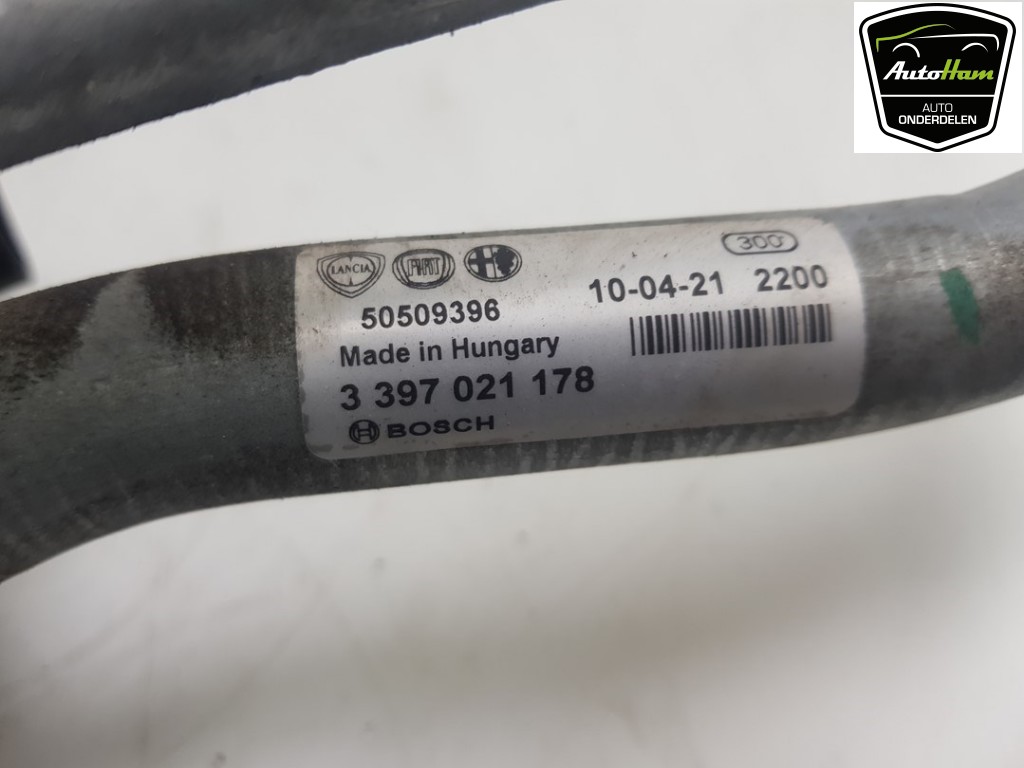 AutoHam
AUTO
ONDERDELEN
LANCIA FIAT
300
50509396
10-04-21 2200
Made in Hungary
3 397 021 178
BOSCH